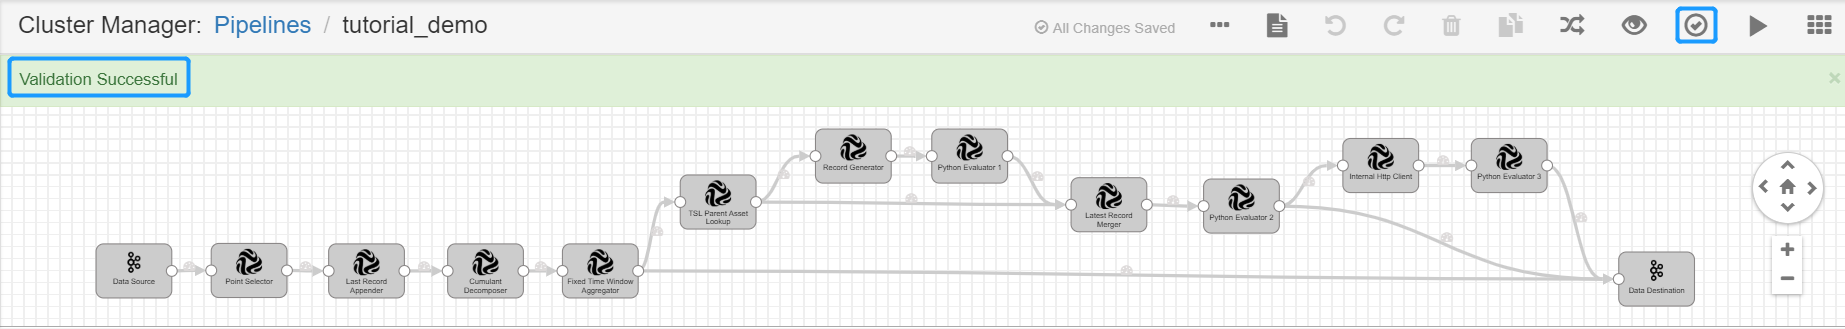 Cluster Manager: Pipelines / tutorial_demo
All Changes Saved
Validation Successful
Record Generator
Python Evaluator 1
Internal Http Client
Python Evaluator 3
TSL Parent Asset
Lookup
Latest Record
Merger
Python Evaluator 2
Data Source
Point Selector
Last Record
Appender
Cumulant
Decomposer
Fixed Time Window
Aggregator
Data Destination